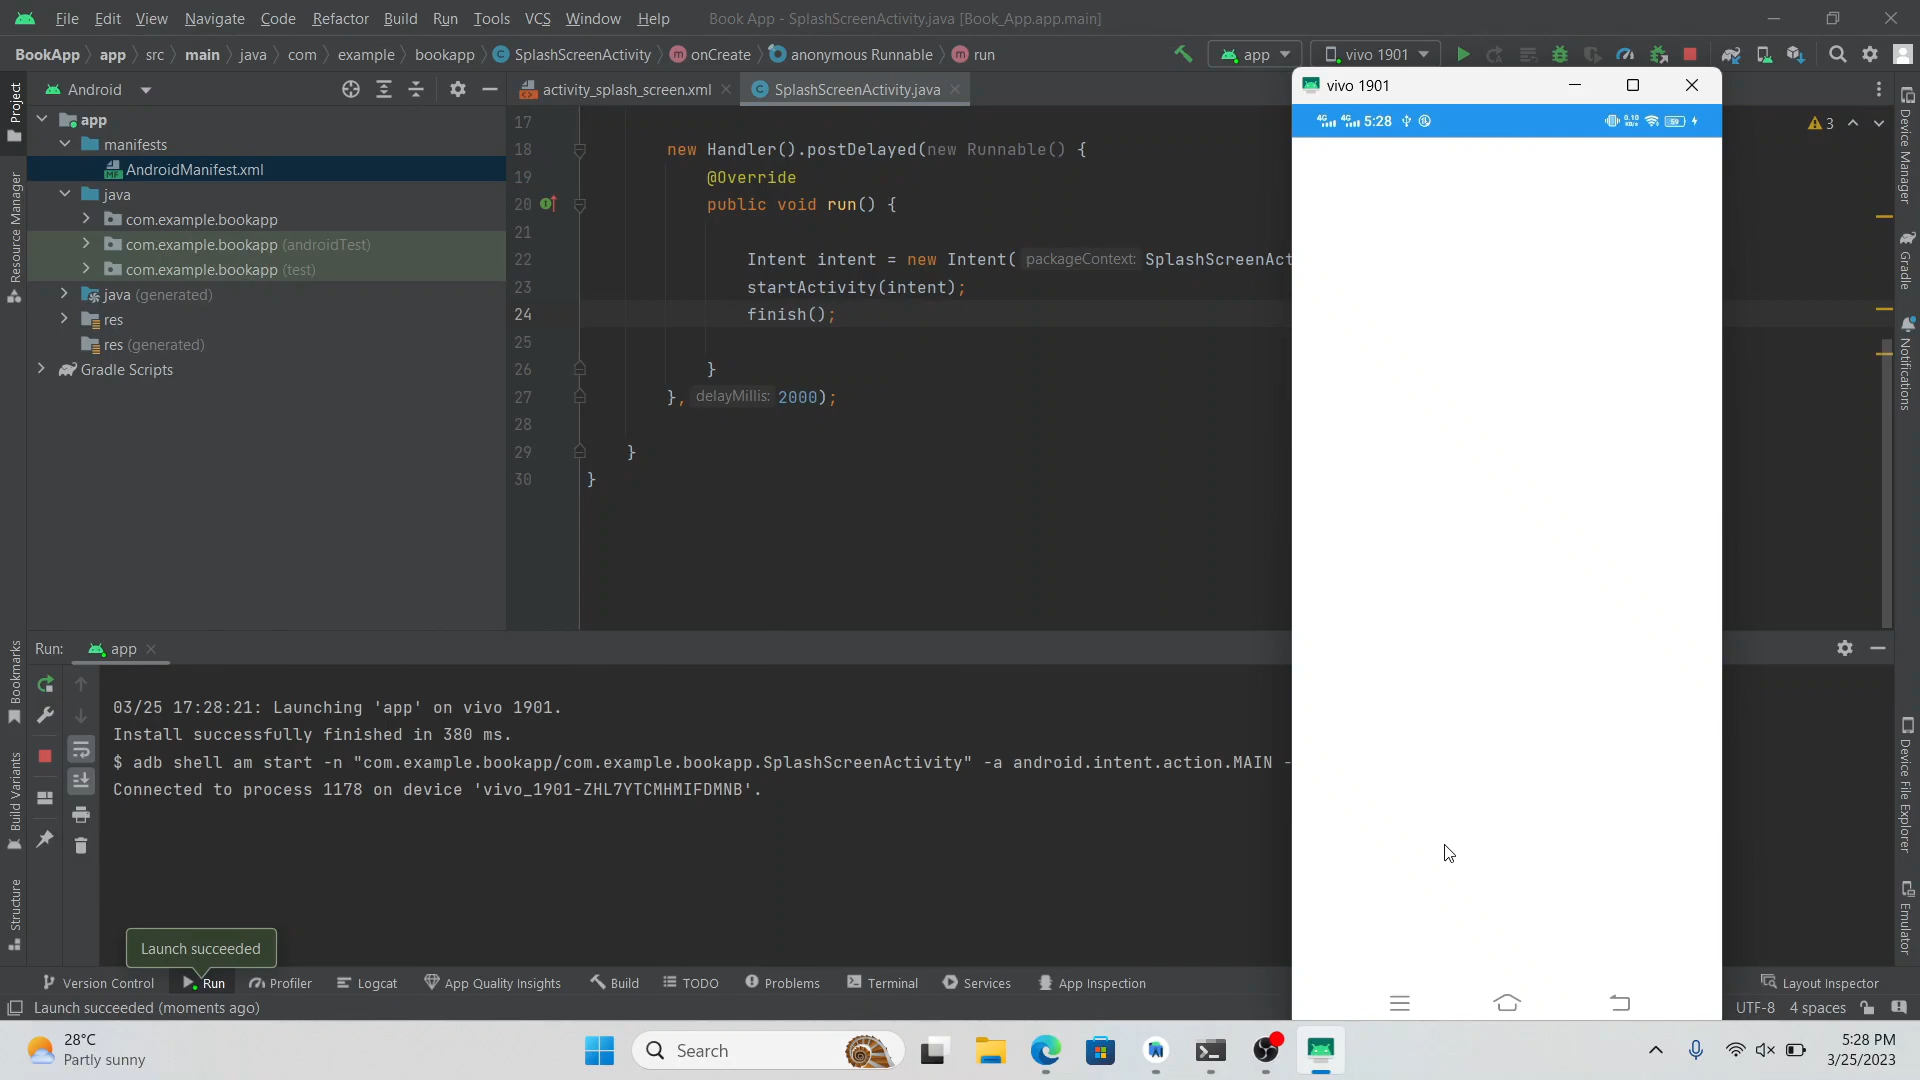 File Edit View Navigate Code Refactor Build Run Tools VCS Window Help Book App - SplashScreenActivity.java [Book_App.app.main]
BookApp app src main java com example bookapp SplashScreenActivity onCreate anonymous Runnable run app vivo 1901
Project
Android
activity_splash_screen.xml
SplashScreenActivity.java
vivo 1901
4G 4G 5:28
0.10 KB/s
59
3
app
manifests
AndroidManifest.xml
java
com.example.bookapp
com.example.bookapp (androidTest)
com.example.bookapp (test)
java (generated)
res
res (generated)
Gradle Scripts
17
18 new Handler().postDelayed(new Runnable() {
19 @Override
20 public void run() {
21
22 Intent intent = new Intent( packageContext: SplashScreenAct
23 startActivity(intent);
24 finish();
25
26 }
27 }, delayMillis: 2000);
28
29 }
30 }
Resource Manager
Bookmarks
Build Variants
Structure
Device Manager
Gradle
Notifications
Device File Explorer
Emulator
Run: app
03/25 17:28:21: Launching 'app' on vivo 1901.
Install successfully finished in 380 ms.
$ adb shell am start -n "com.example.bookapp/com.example.bookapp.SplashScreenActivity" -a android.intent.action.MAIN -
Connected to process 1178 on device 'vivo_1901-ZHL7YTCMHMIFDMNB'.
Launch succeeded
Version Control Run Profiler Logcat App Quality Insights Build TODO Problems Terminal Services App Inspection Layout Inspector
Launch succeeded (moments ago) UTF-8 4 spaces
28°C
Partly sunny
Search
5:28 PM
3/25/2023